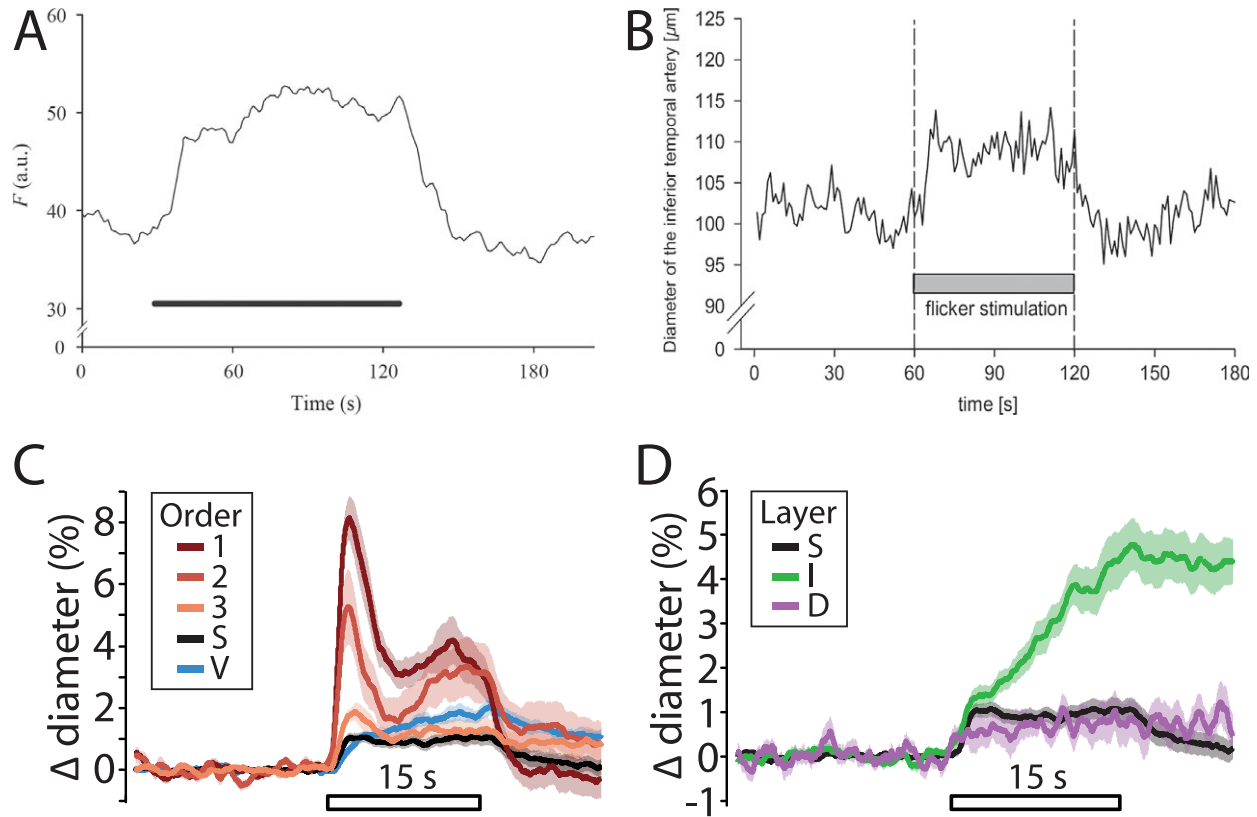 A
60
50
40
30
0
F (a.u.)
0
60
120
180
Time (s)
B
Diameter of the inferior temporal artery [µm]
125
120
115
110
105
100
95
90
0
flicker stimulation
0
30
60
90
120
150
180
time [s]
C
Δ diameter (%)
8
6
4
2
0
Order
1
2
3
S
V
15 s
D
Δ diameter (%)
6
5
4
3
2
1
0
-1
Layer
S
I
D
15 s